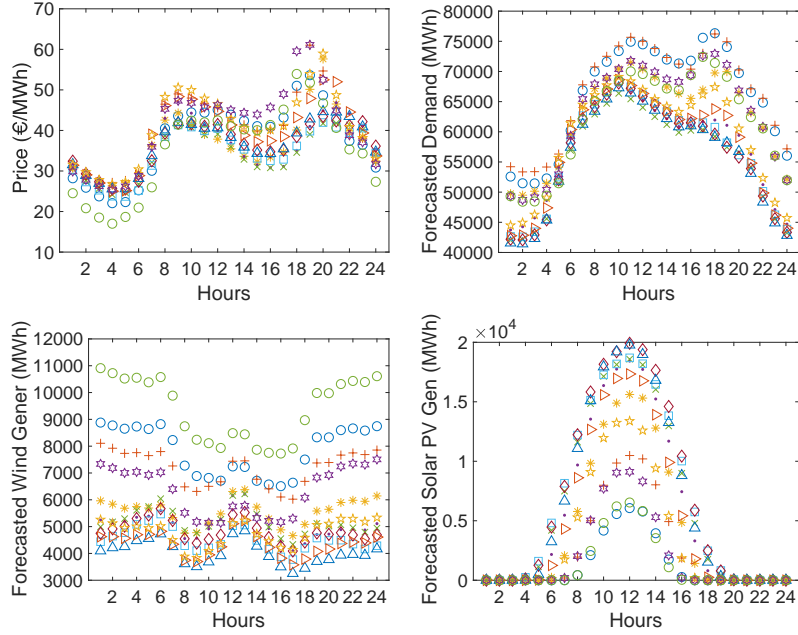 70
60
50
40
30
20
10
Price (€/MWh)
2 4 6 8 10 12 14 16 18 20 22 24
Hours
80000
75000
70000
65000
60000
55000
50000
45000
40000
Forecasted Demand (MWh)
2 4 6 8 10 12 14 16 18 20 22 24
Hours
12000
11000
10000
9000
8000
7000
6000
5000
4000
3000
Forecasted Wind Gener (MWh)
2 4 6 8 10 12 14 16 18 20 22 24
Hours
×10⁴
2
1.5
1
0.5
0
Forecasted Solar PV Gen (MWh)
2 4 6 8 10 12 14 16 18 20 22 24
Hours